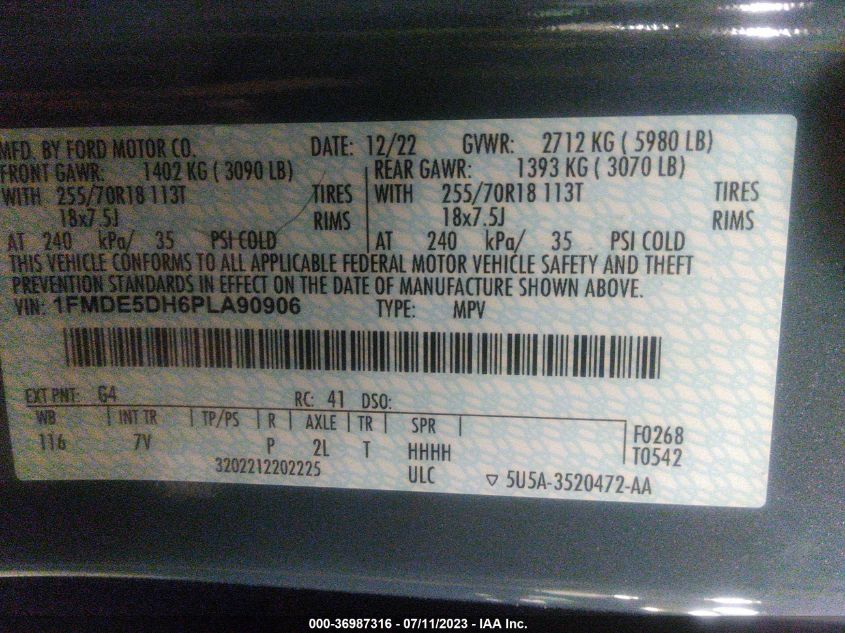 MFD. BY FORD MOTOR CO. DATE: 12/22 GVWR: 2712 KG ( 5980 LB)
FRONT GAWR: 1402 KG ( 3090 LB) REAR GAWR: 1393 KG ( 3070 LB)
WITH 255/70R18 113T TIRES WITH 255/70R18 113T TIRES
18x7.5J RIMS 18x7.5J RIMS
AT 240 kPa/ 35 PSI COLD AT 240 kPa/ 35 PSI COLD
THIS VEHICLE CONFORMS TO ALL APPLICABLE FEDERAL MOTOR VEHICLE SAFETY AND THEFT
PREVENTION STANDARDS IN EFFECT ON THE DATE OF MANUFACTURE SHOWN ABOVE.
VIN: 1FMDE5DH6PLA90906 TYPE: MPV
EXT PNT: G4 RC: 41 DSO:
WB INT TR TP/PS R AXLE TR SPR F0268
116 7V P 2L T HHHH T0542
3202212202225 ULC 5U5A-3520472-AA
000-36987316 - 07/11/2023 - IAA Inc.